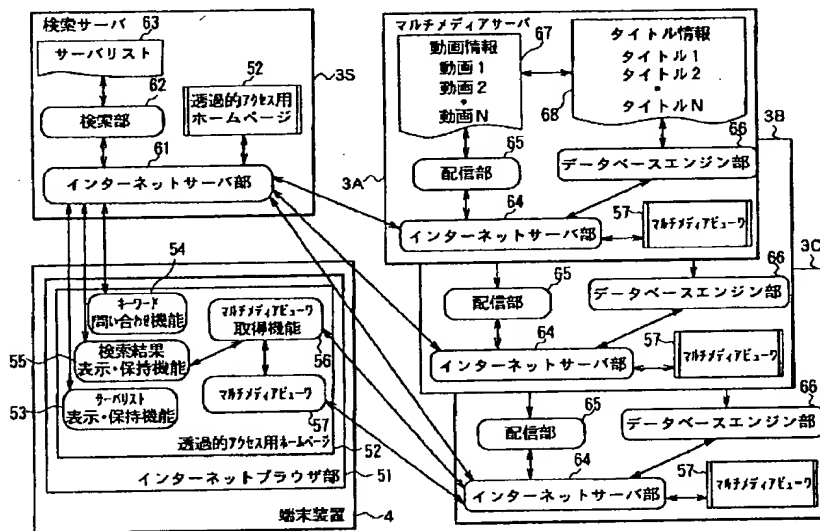 検索サーバ
63
サーバリスト
62
52
3S
検索部
透過的アクセス用
ホームページ
61
インターネットサーバ部
マルチメディアサーバ
動画情報
動画1
動画2
・
動画N
67
タイトル情報
タイトル1
タイトル2
・
タイトルN
68
3B
3A
65
66
配信部
データベースエンジン部
64
57
インターネットサーバ部
マルチメディアビューワ
3C
65
66
配信部
データベースエンジン部
64
57
インターネットサーバ部
マルチメディアビューワ
65
66
配信部
データベースエンジン部
64
57
インターネットサーバ部
マルチメディアビューワ
54
キーワード
問い合わせ機能
マルチメディアビューワ
取得機能
55
検索結果
表示・保持機能
56
53
サーバリスト
表示・保持機能
マルチメディアビューワ
57
透過的アクセス用ホームページ
52
インターネットブラウザ部
51
端末装置
4